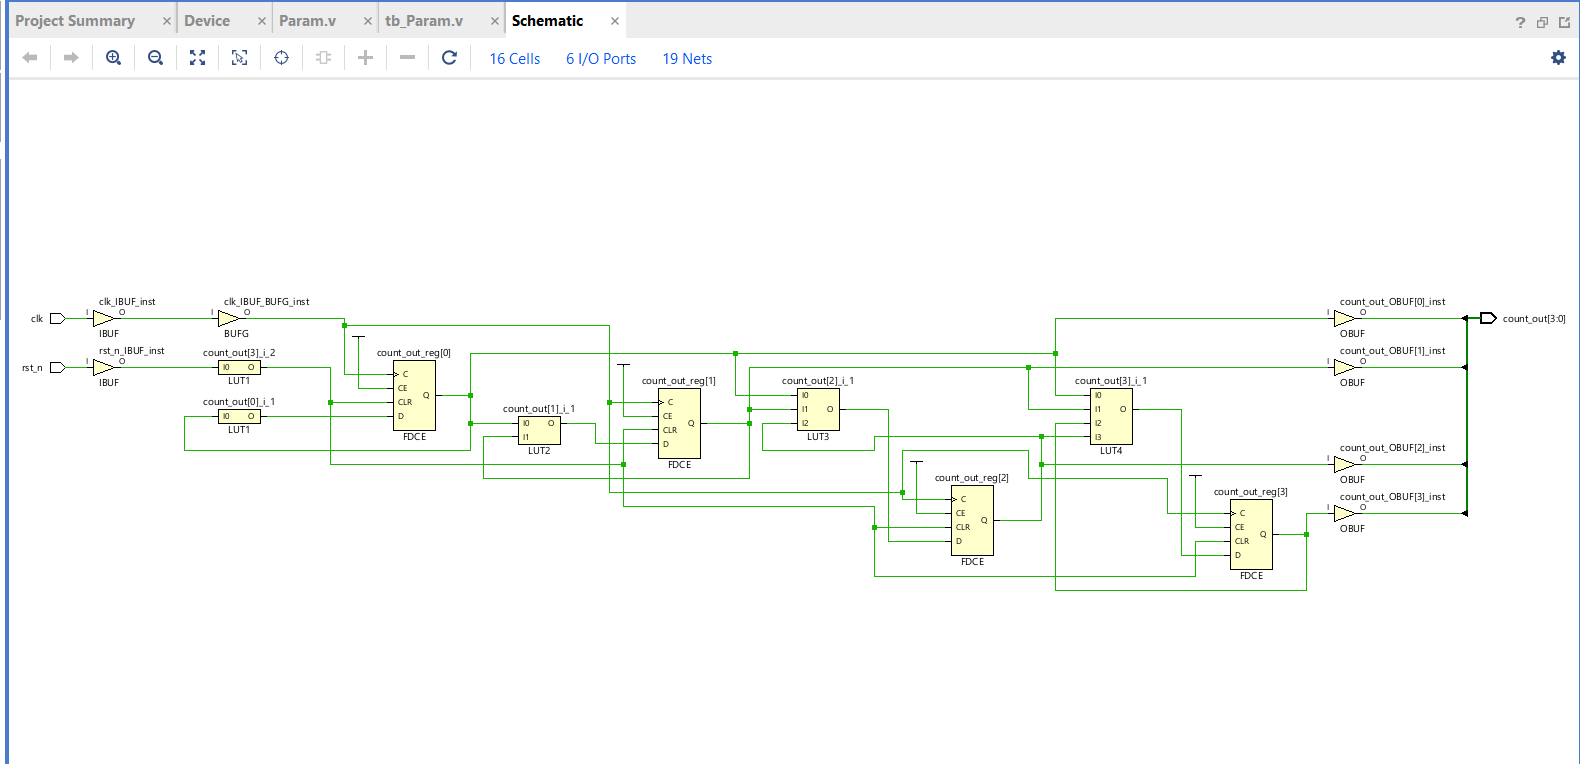 Project Summary × Device × Param.v × tb_Param.v × Schematic ×
?
16 Cells 6 I/O Ports 19 Nets
clk
clk_IBUF_inst
I O
IBUF
clk_IBUF_BUFG_inst
I O
BUFG
rst_n
rst_n_IBUF_inst
I O
IBUF
count_out[3]_i_2
I0 O
LUT1
count_out[0]_i_1
I0 O
LUT1
count_out_reg[0]
C
CE
CLR
D
Q
FDCE
count_out[1]_i_1
I0 O
I1
LUT2
count_out_reg[1]
C
CE
CLR
D
Q
FDCE
count_out[2]_i_1
I0
I1 O
I2
LUT3
count_out_reg[2]
C
CE
CLR
D
Q
FDCE
count_out[3]_i_1
I0
I1 O
I2
I3
LUT4
count_out_reg[3]
C
CE
CLR
D
Q
FDCE
count_out_OBUF[0]_inst
I O
OBUF
count_out_OBUF[1]_inst
I O
OBUF
count_out_OBUF[2]_inst
I O
OBUF
count_out_OBUF[3]_inst
I O
OBUF
count_out[3:0]